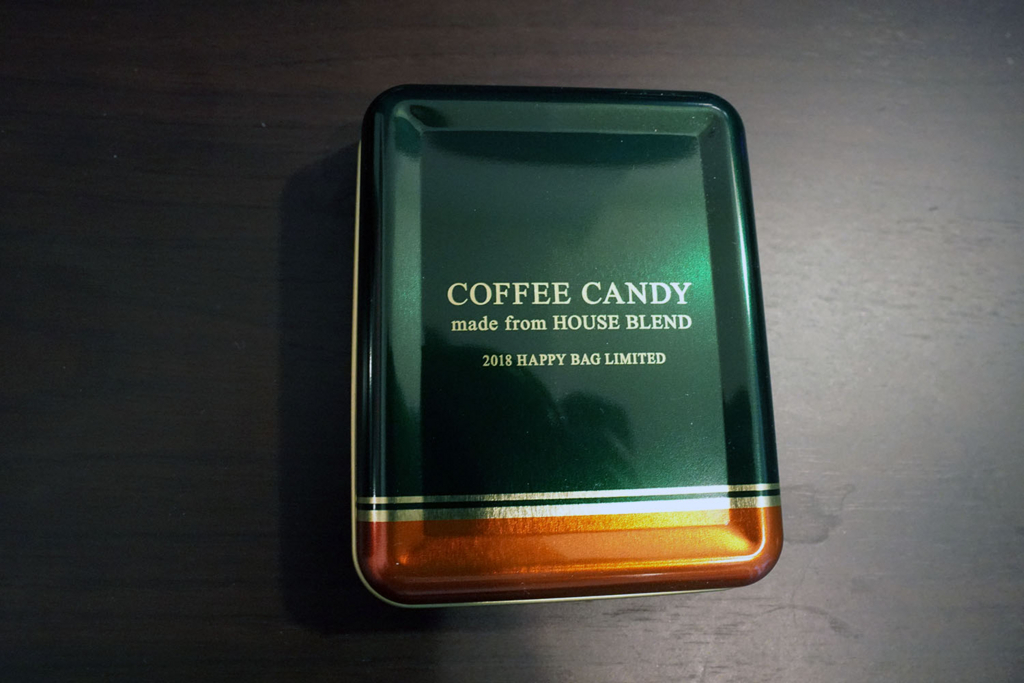 COFFEE CANDY
made from HOUSE BLEND
2018 HAPPY BAG LIMITED